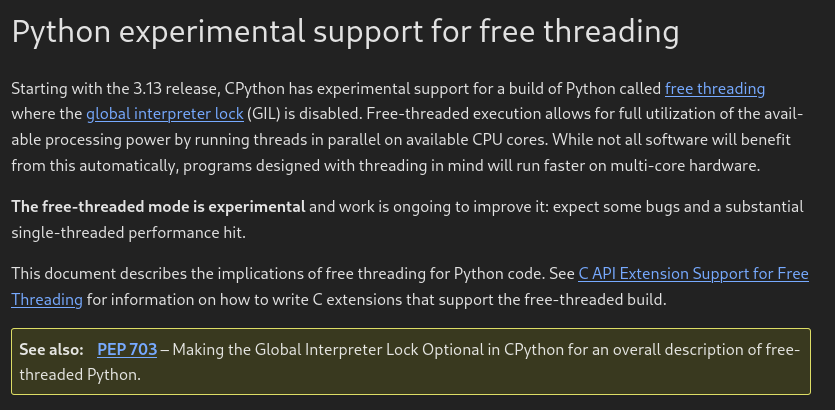 Python experimental support for free threading
Starting with the 3.13 release, CPython has experimental support for a build of Python called free threading
where the global interpreter lock (GIL) is disabled. Free-threaded execution allows for full utilization of the avail-
able processing power by running threads in parallel on available CPU cores. While not all software will benefit
from this automatically, programs designed with threading in mind will run faster on multi-core hardware.
The free-threaded mode is experimental and work is ongoing to improve it: expect some bugs and a substantial
single-threaded performance hit.
This document describes the implications of free threading for Python code. See C API Extension Support for Free
Threading for information on how to write C extensions that support the free-threaded build.
See also: PEP 703 – Making the Global Interpreter Lock Optional in CPython for an overall description of free-
threaded Python.